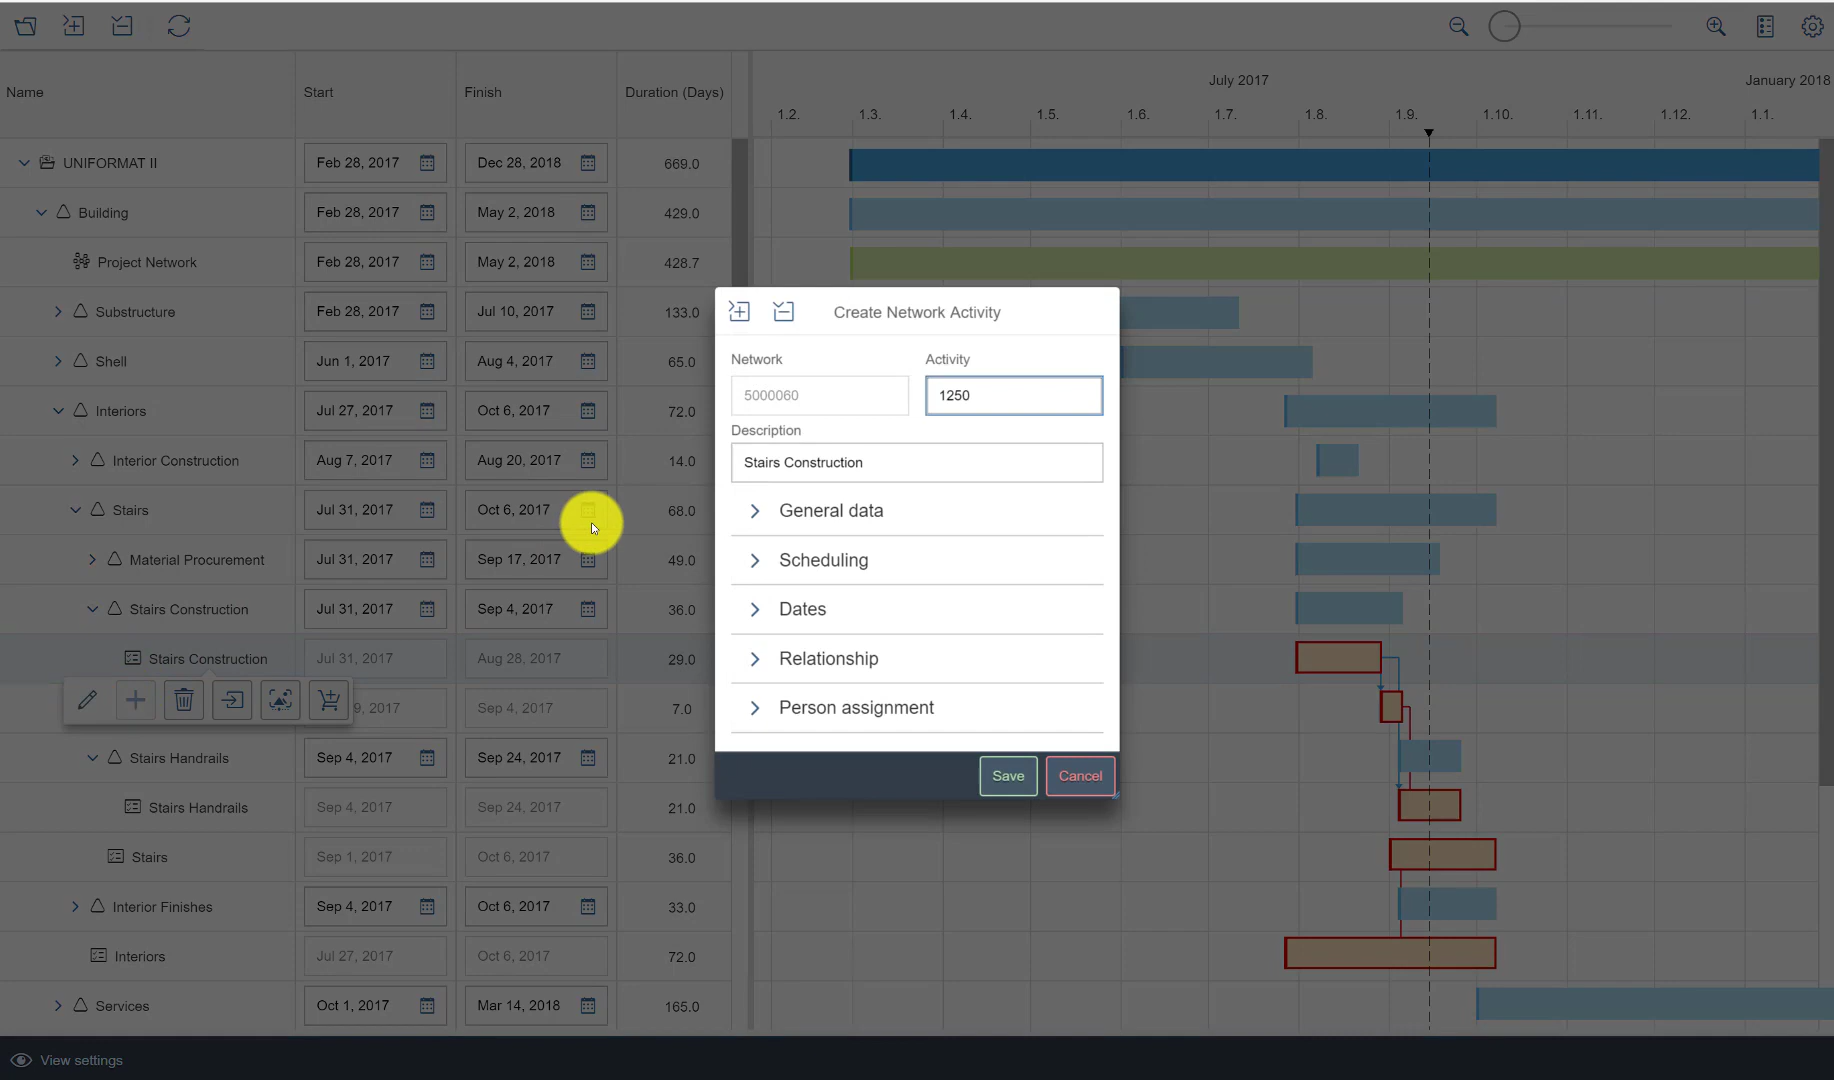 July 2017 January 2018
Name Start Finish Duration (Days)
1.2. 1.3. 1.4. 1.5. 1.6. 1.7. 1.8. 1.9. 1.10. 1.11. 1.12. 1.1.
UNIFORMAT II Feb 28, 2017 Dec 28, 2018 669.0
Building Feb 28, 2017 May 2, 2018 429.0
Project Network Feb 28, 2017 May 2, 2018 428.7
Substructure Feb 28, 2017 Jul 10, 2017 133.0
Shell Jun 1, 2017 Aug 4, 2017 65.0
Interiors Jul 27, 2017 Oct 6, 2017 72.0
Interior Construction Aug 7, 2017 Aug 20, 2017 14.0
Stairs Jul 31, 2017 Oct 6, 2017 68.0
Material Procurement Jul 31, 2017 Sep 17, 2017 49.0
Stairs Construction Jul 31, 2017 Sep 4, 2017 36.0
Stairs Construction Jul 31, 2017 Aug 28, 2017 29.0
9, 2017 Sep 4, 2017 7.0
Stairs Handrails Sep 4, 2017 Sep 24, 2017 21.0
Stairs Handrails Sep 4, 2017 Sep 24, 2017 21.0
Stairs Sep 1, 2017 Oct 6, 2017 36.0
Interior Finishes Sep 4, 2017 Oct 6, 2017 33.0
Interiors Jul 27, 2017 Oct 6, 2017 72.0
Services Oct 1, 2017 Mar 14, 2018 165.0
Create Network Activity
Network Activity
5000060 1250
Description
Stairs Construction
General data
Scheduling
Dates
Relationship
Person assignment
Save Cancel
View settings